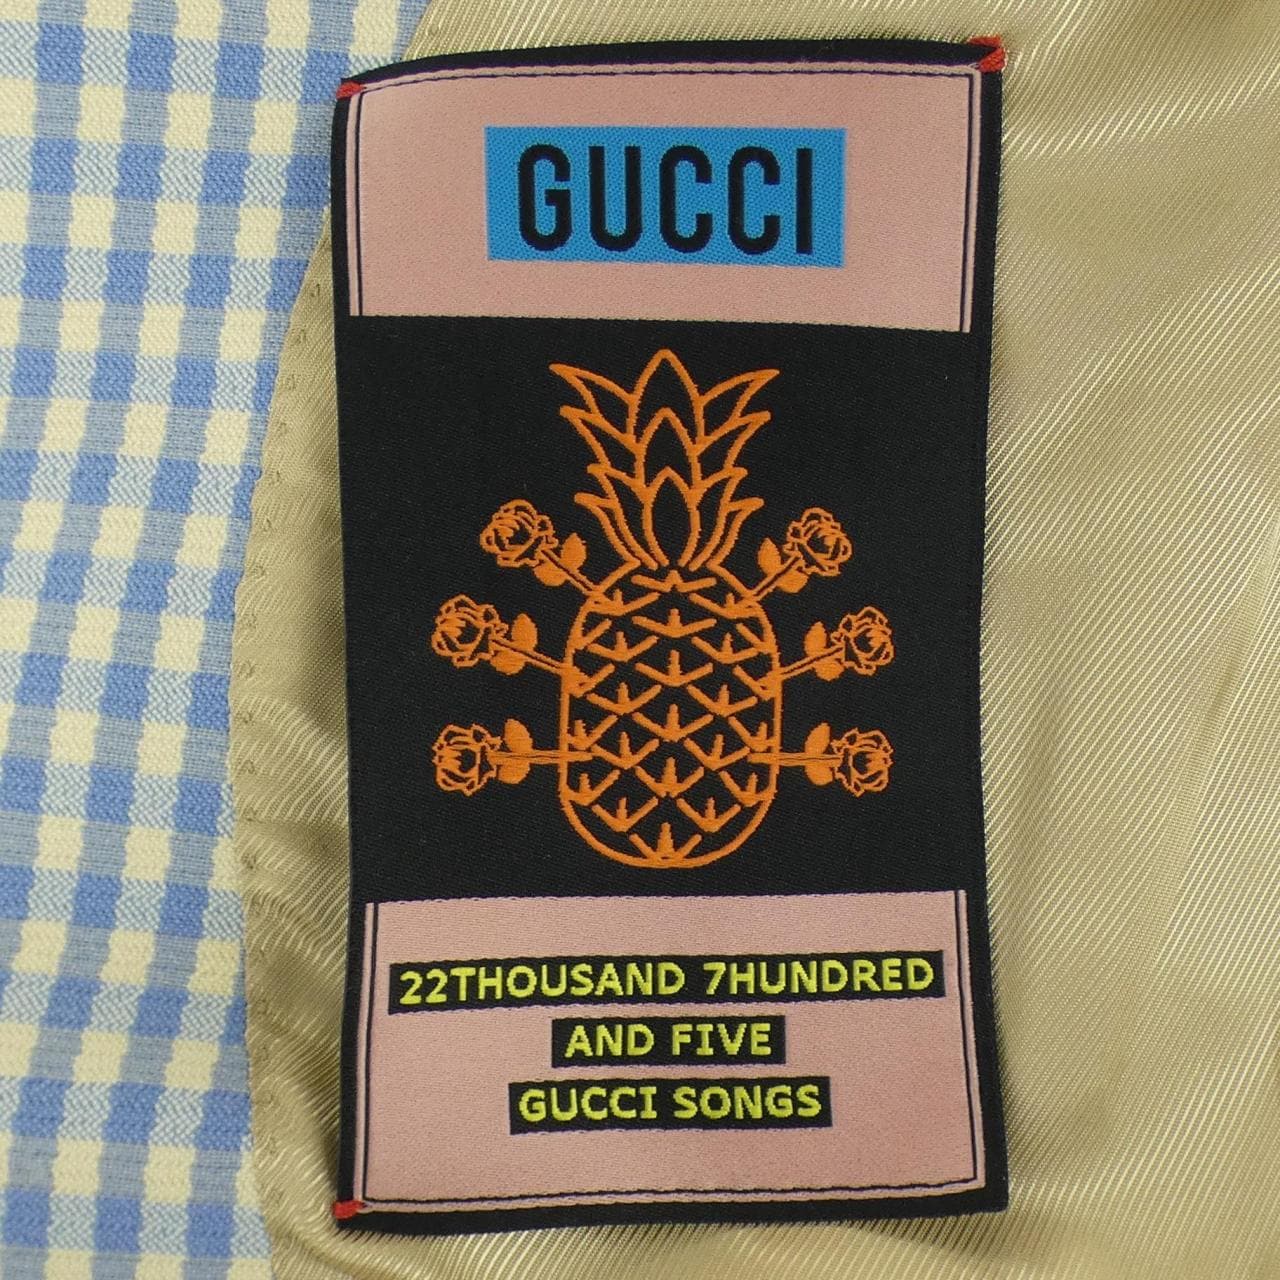 GUCCI
22THOUSAND 7HUNDRED
AND FIVE
GUCCI SONGS